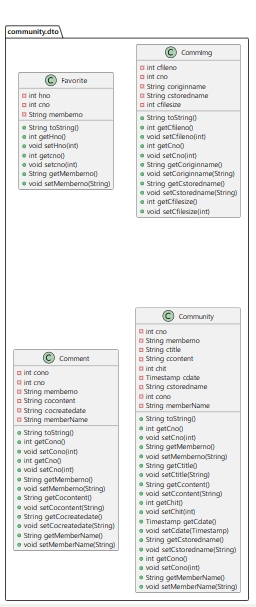 community.dto
C Favorite
int hno
int cno
String memberno
String toString()
int getHno()
void setHno(int)
int getcno()
void setcno(int)
String getMemberno()
void setMemberno(String)
C CommImg
int cfileno
int cno
String coriginname
String cstoredname
int cfilesize
String toString()
int getCfileno()
void setCfileno(int)
int getCno()
void setCno(int)
String getCoriginname()
void setCoriginname(String)
String getCstoredname()
void setCstoredname(String)
int getCfilesize()
void setCfilesize(int)
C Comment
int cono
int cno
String memberno
String cocontent
String cocreatedate
String memberName
String toString()
int getCono()
void setCono(int)
int getCno()
void setCno(int)
String getMemberno()
void setMemberno(String)
String getCocontent()
void setCocontent(String)
String getCocreatedate()
void setCocreatedate(String)
String getMemberName()
void setMemberName(String)
C Community
int cno
String memberno
String ctitle
String ccontent
int chit
Timestamp cdate
String cstoredname
int cono
String memberName
String toString()
int getCno()
void setCno(int)
String getMemberno()
void setMemberno(String)
String getCtitle()
void setCtitle(String)
String getCcontent()
void setCcontent(String)
int getChit()
void setChit(int)
Timestamp getCdate()
void setCdate(Timestamp)
String getCstoredname()
void setCstoredname(String)
int getCono()
void setCono(int)
String getMemberName()
void setMemberName(String)